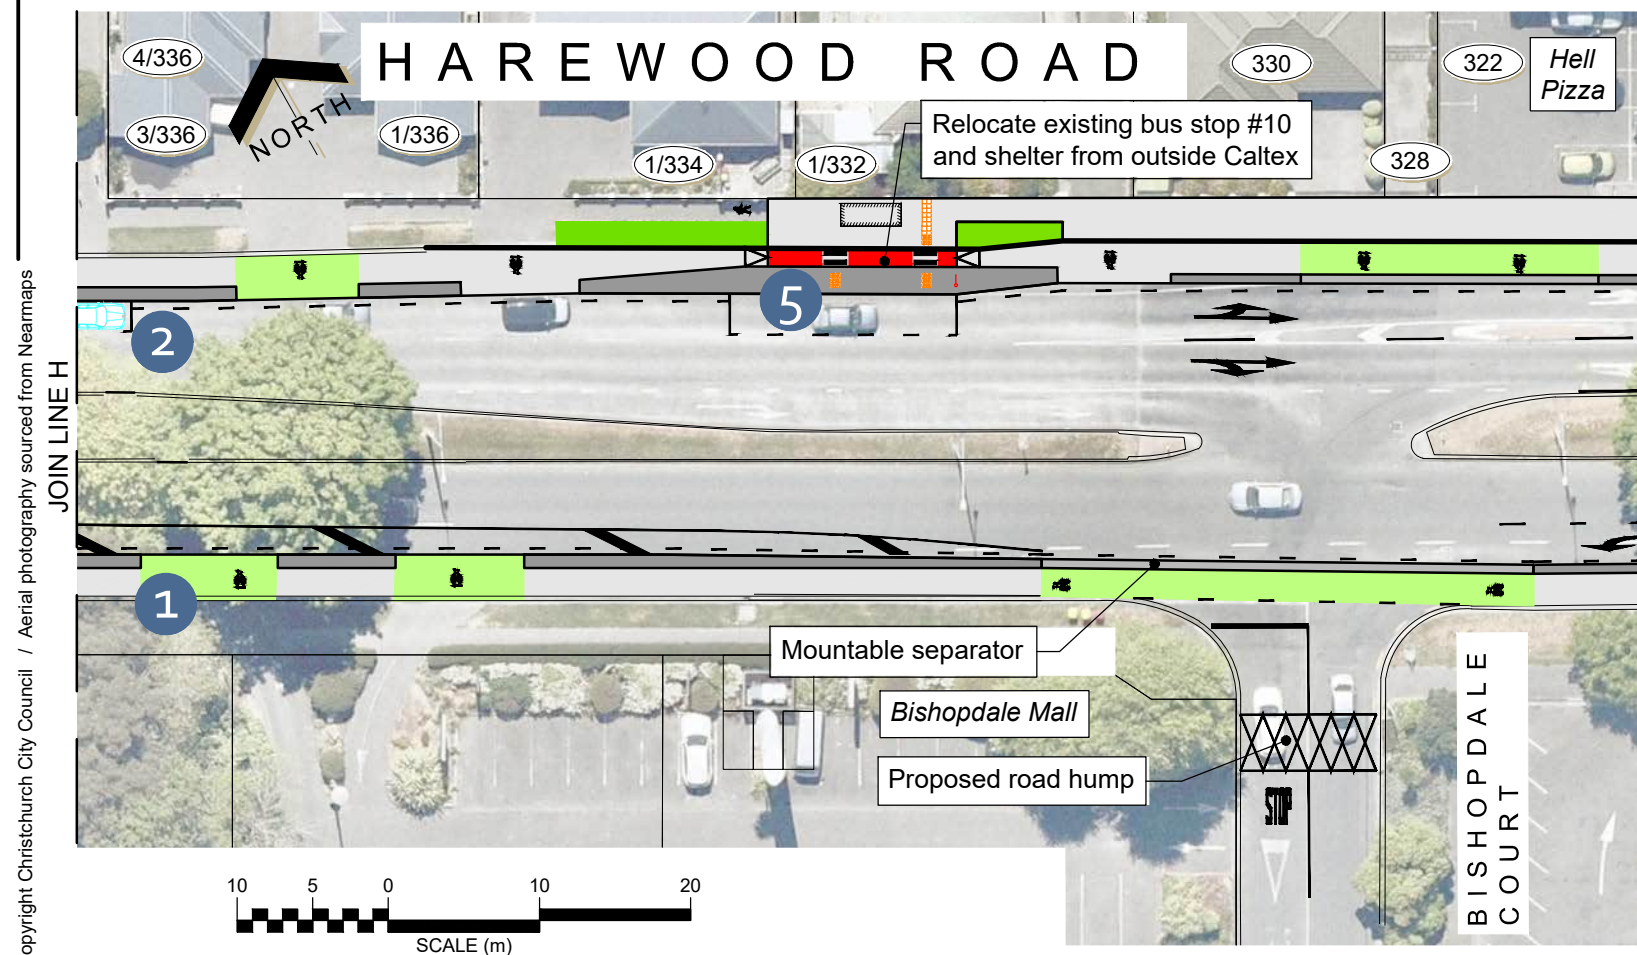 HAREWOOD ROAD
4/336
3/336
NORTH
1/336
1/334
1/332
330
322
Hell
Pizza
328
Relocate existing bus stop #10
and shelter from outside Caltex
2
5
1
JOIN LINE H
opyright Christchurch City Council / Aerial photography sourced from Nearmaps
Mountable separator
Bishopdale Mall
Proposed road hump
STOP
BISHOPDALE
COURT
10 5 0 10 20
SCALE (m)